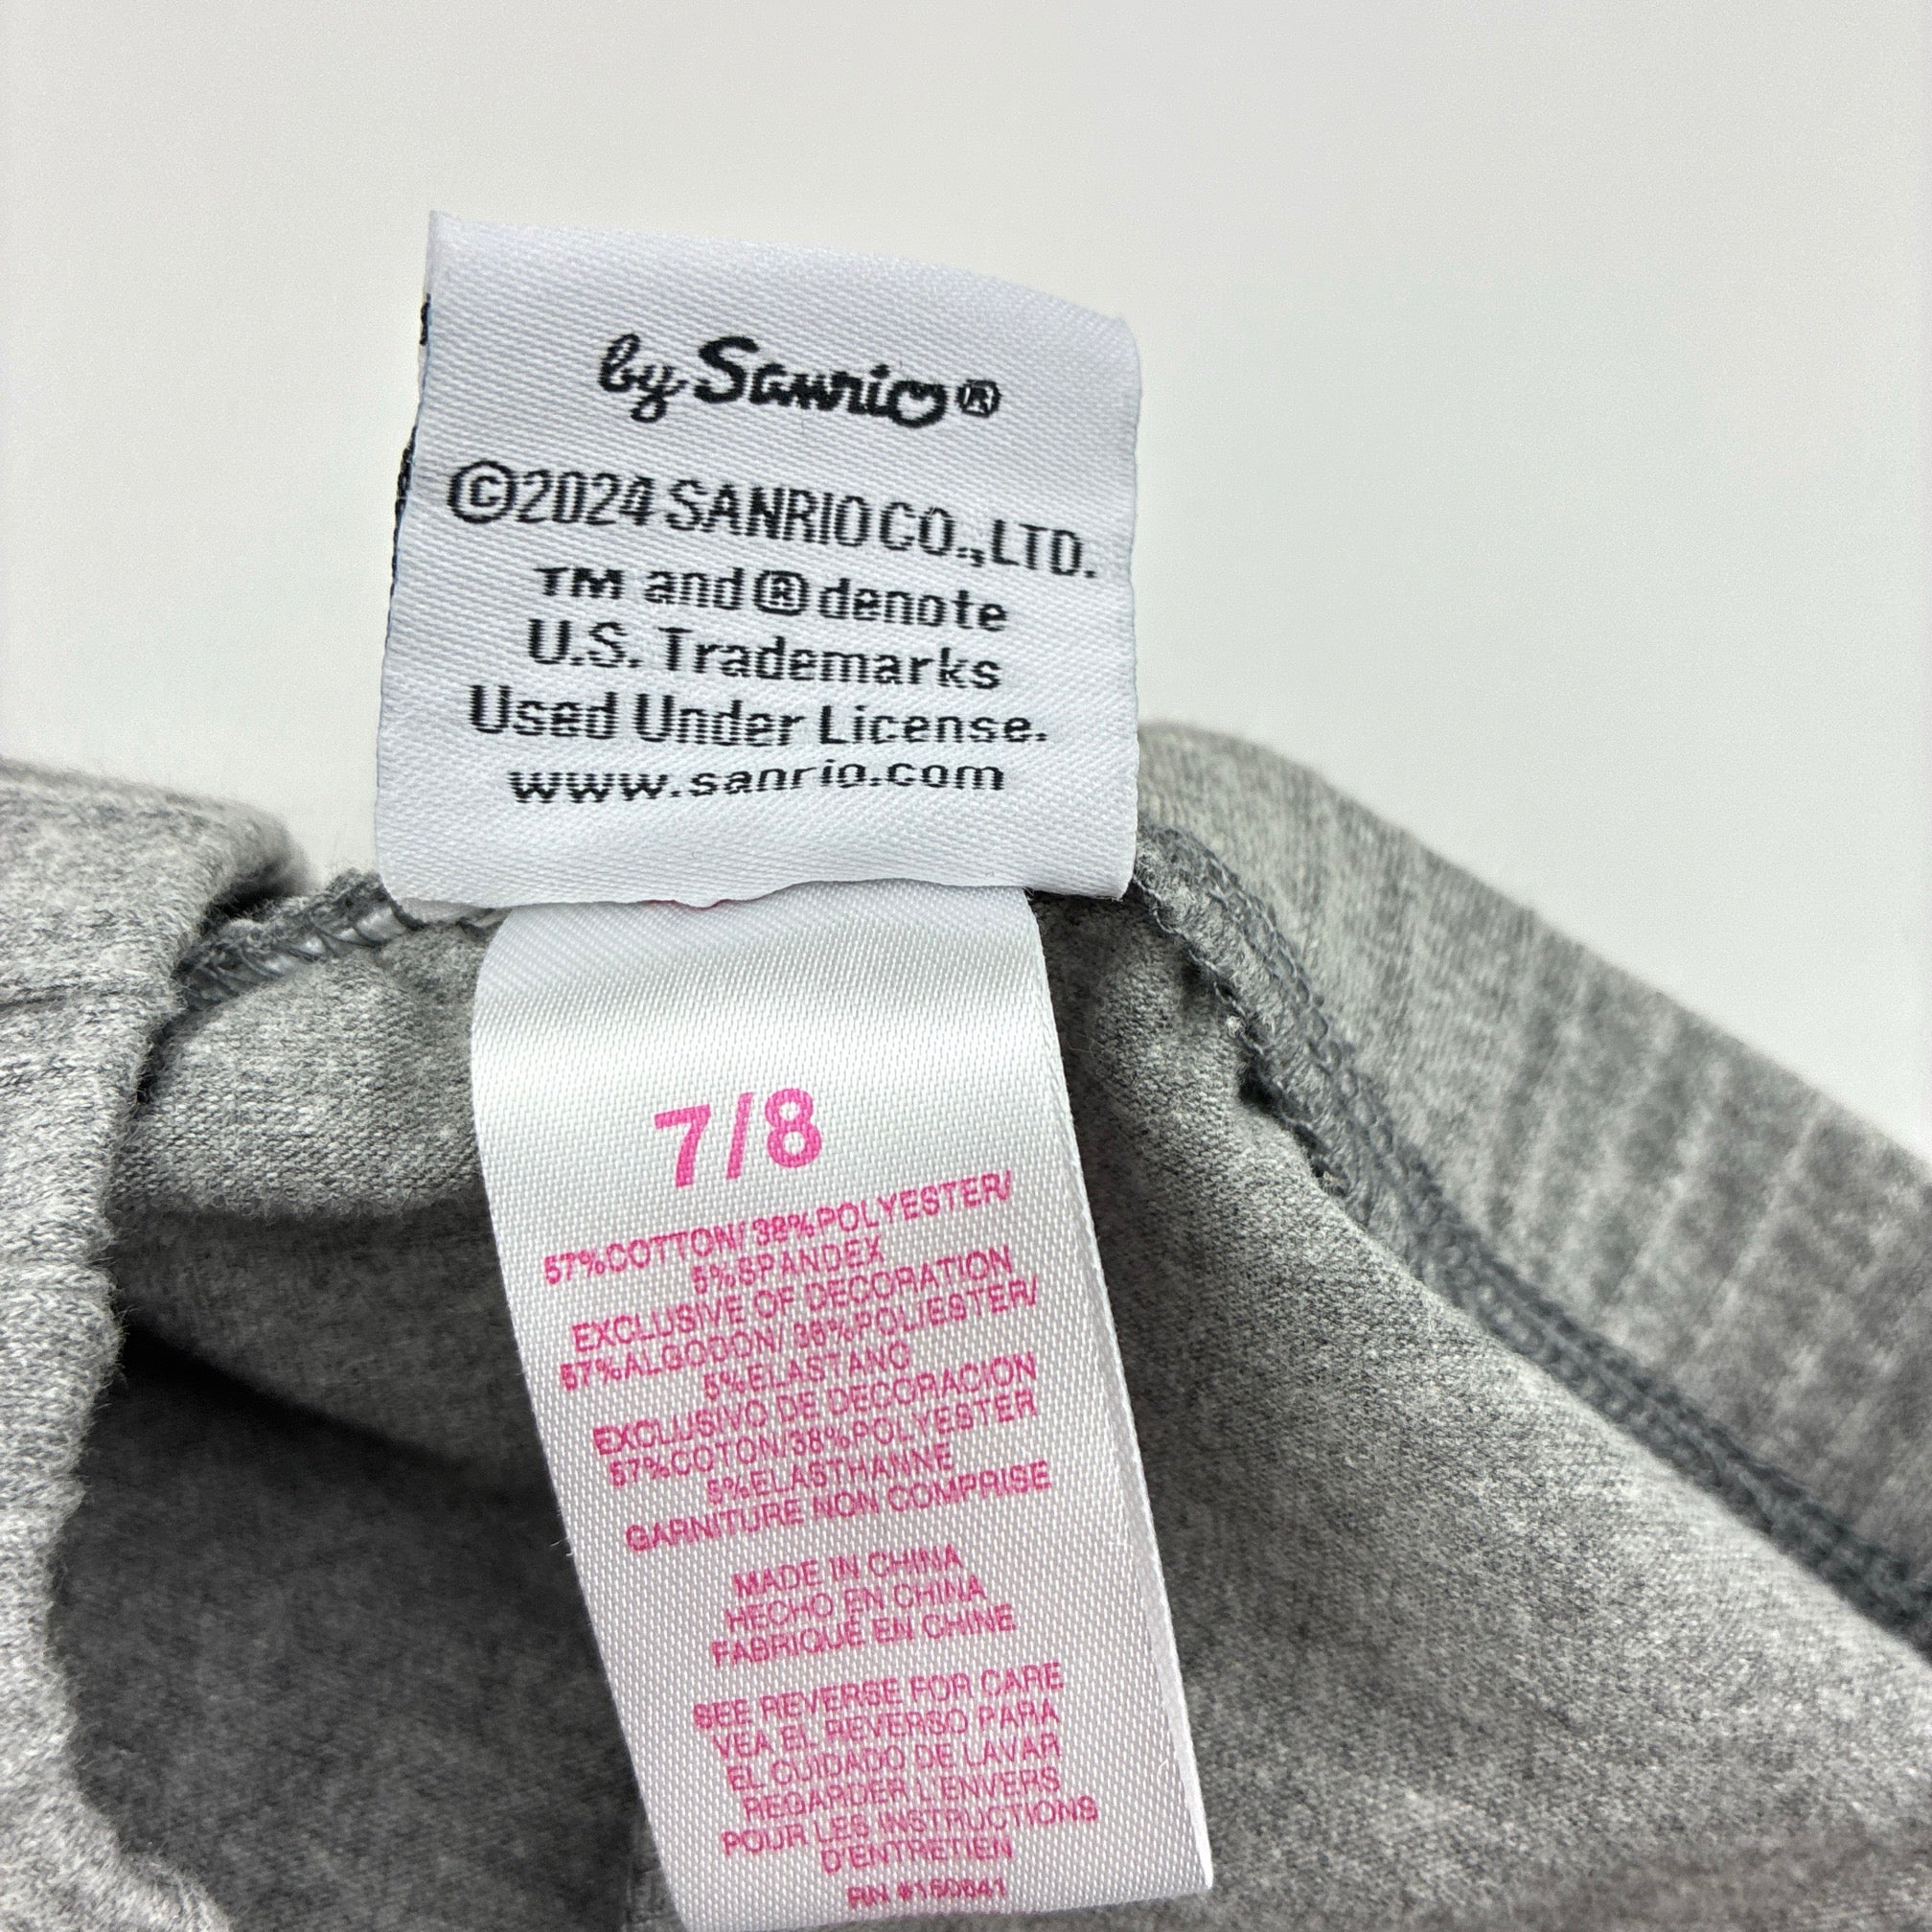 by Sanrio®
©2024 SANRIO CO.,LTD.
TM and ® denote
U.S. Trademarks
Used Under License.
www.sanrio.com
7/8
57%COTTON/38%POLYESTER/
5%SPANDEX
EXCLUSIVE OF DECORATION
57%ALGODON/38%POLIESTER/
5%ELASTANO
EXCLUSIVO DE DECORACION
57%COTON/38%POLYESTER
5%ELASTHANNE
GARNITURE NON COMPRISE
MADE IN CHINA
HECHO EN CHINA
FABRIQUÉ EN CHINE
SEE REVERSE FOR CARE
VEA EL REVERSO PARA
EL CUIDADO DE LAVAR
REGARDER L'ENVERS
POUR LES INSTRUCTIONS
D'ENTRETIEN
RN #150641